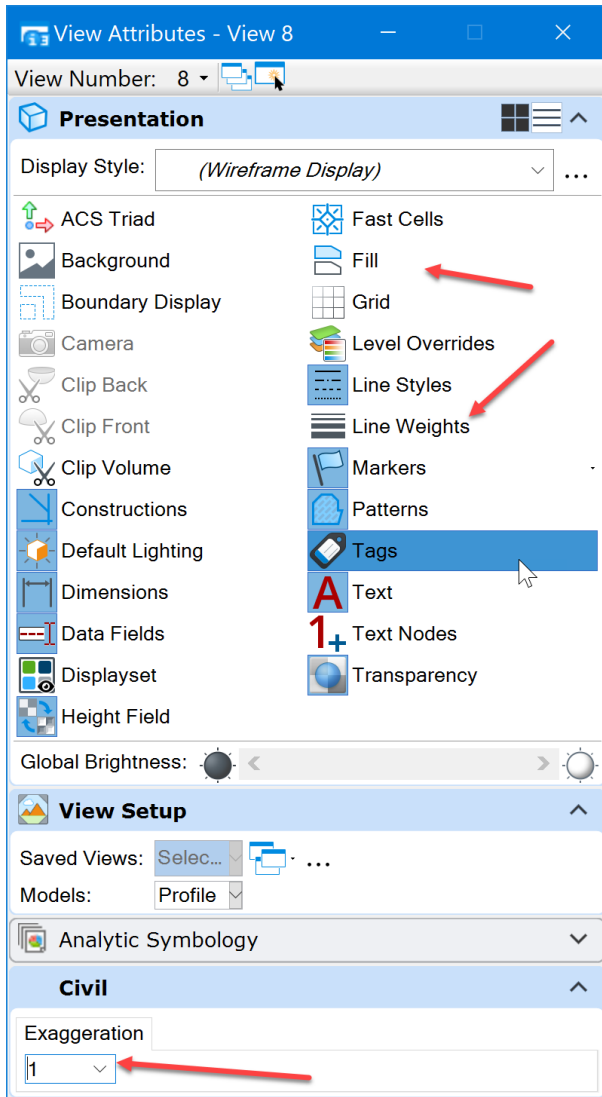 View Attributes - View 8
View Number: 8
Presentation
Display Style: (Wireframe Display) ...
ACS Triad
Fast Cells
Background
Fill
Boundary Display
Grid
Camera
Level Overrides
Clip Back
Line Styles
Clip Front
Line Weights
Clip Volume
Markers
Constructions
Patterns
Default Lighting
Tags
Dimensions
Text
Data Fields
Text Nodes
Displayset
Transparency
Height Field
Global Brightness:
View Setup
Saved Views: Selec... ...
Models: Profile
Analytic Symbology
Civil
Exaggeration
1